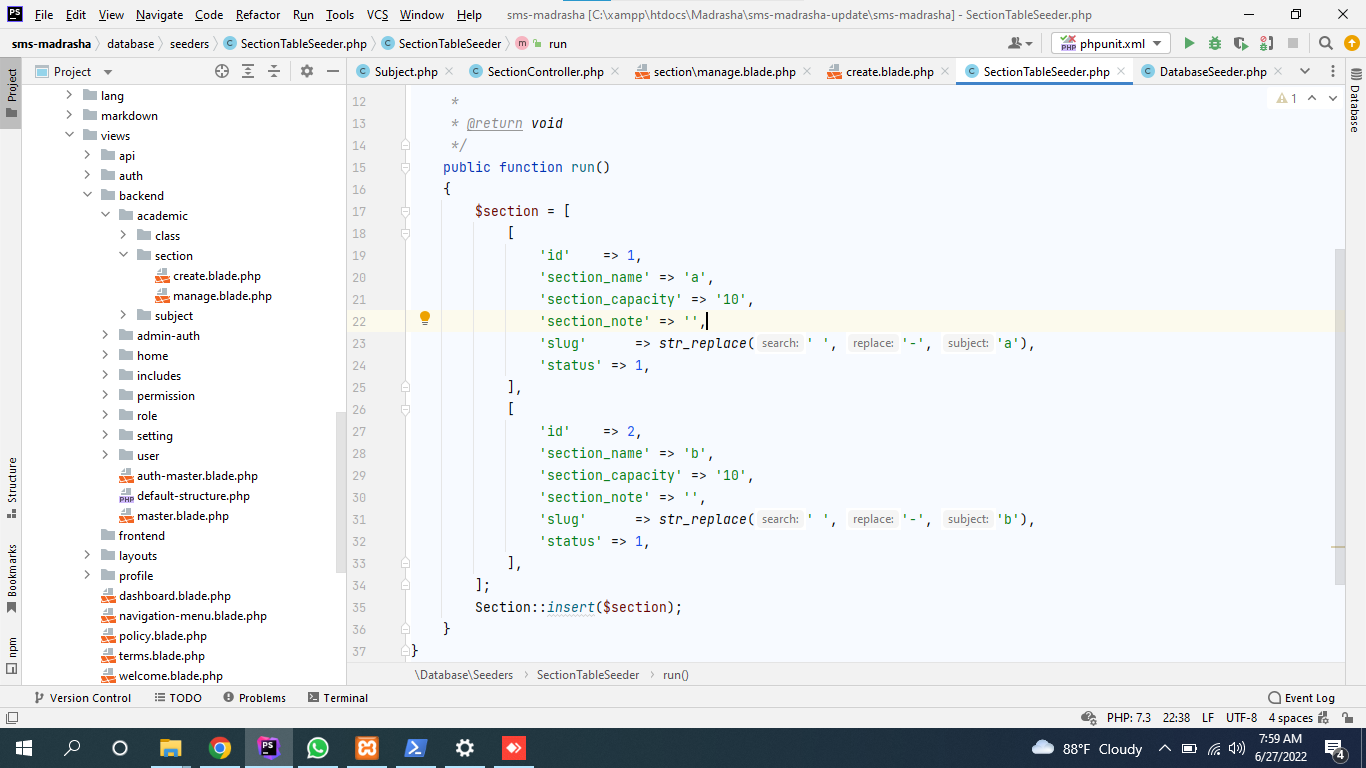 PS File Edit View Navigate Code Refactor Run Tools VCS Window Help sms-madrasha [C:\xampp\htdocs\Madrasha\sms-madrasha-update\sms-madrasha] - SectionTableSeeder.php
sms-madrasha database seeders SectionTableSeeder.php SectionTableSeeder run phpunit.xml
Project
Subject.php SectionController.php section\manage.blade.php create.blade.php SectionTableSeeder.php DatabaseSeeder.php
Project
Structure
Bookmarks
npm
lang
markdown
views
api
auth
backend
academic
class
section
create.blade.php
manage.blade.php
subject
admin-auth
home
includes
permission
role
setting
user
auth-master.blade.php
default-structure.php
master.blade.php
frontend
layouts
profile
dashboard.blade.php
navigation-menu.blade.php
policy.blade.php
terms.blade.php
welcome.blade.php
12 *
13 * @return void
14 */
15 public function run()
16 {
17 $section = [
18 [
19 'id' => 1,
20 'section_name' => 'a',
21 'section_capacity' => '10',
22 'section_note' => '',
23 'slug' => str_replace( search: ' ', replace: '-', subject: 'a'),
24 'status' => 1,
25 ],
26 [
27 'id' => 2,
28 'section_name' => 'b',
29 'section_capacity' => '10',
30 'section_note' => '',
31 'slug' => str_replace( search: ' ', replace: '-', subject: 'b'),
32 'status' => 1,
33 ],
34 ];
35 Section::insert($section);
36 }
37 }
1
Database
\Database\Seeders SectionTableSeeder run()
Version Control TODO Problems Terminal Event Log
PHP: 7.3 22:38 LF UTF-8 4 spaces
PS 88°F Cloudy 7:59 AM
6/27/2022
4